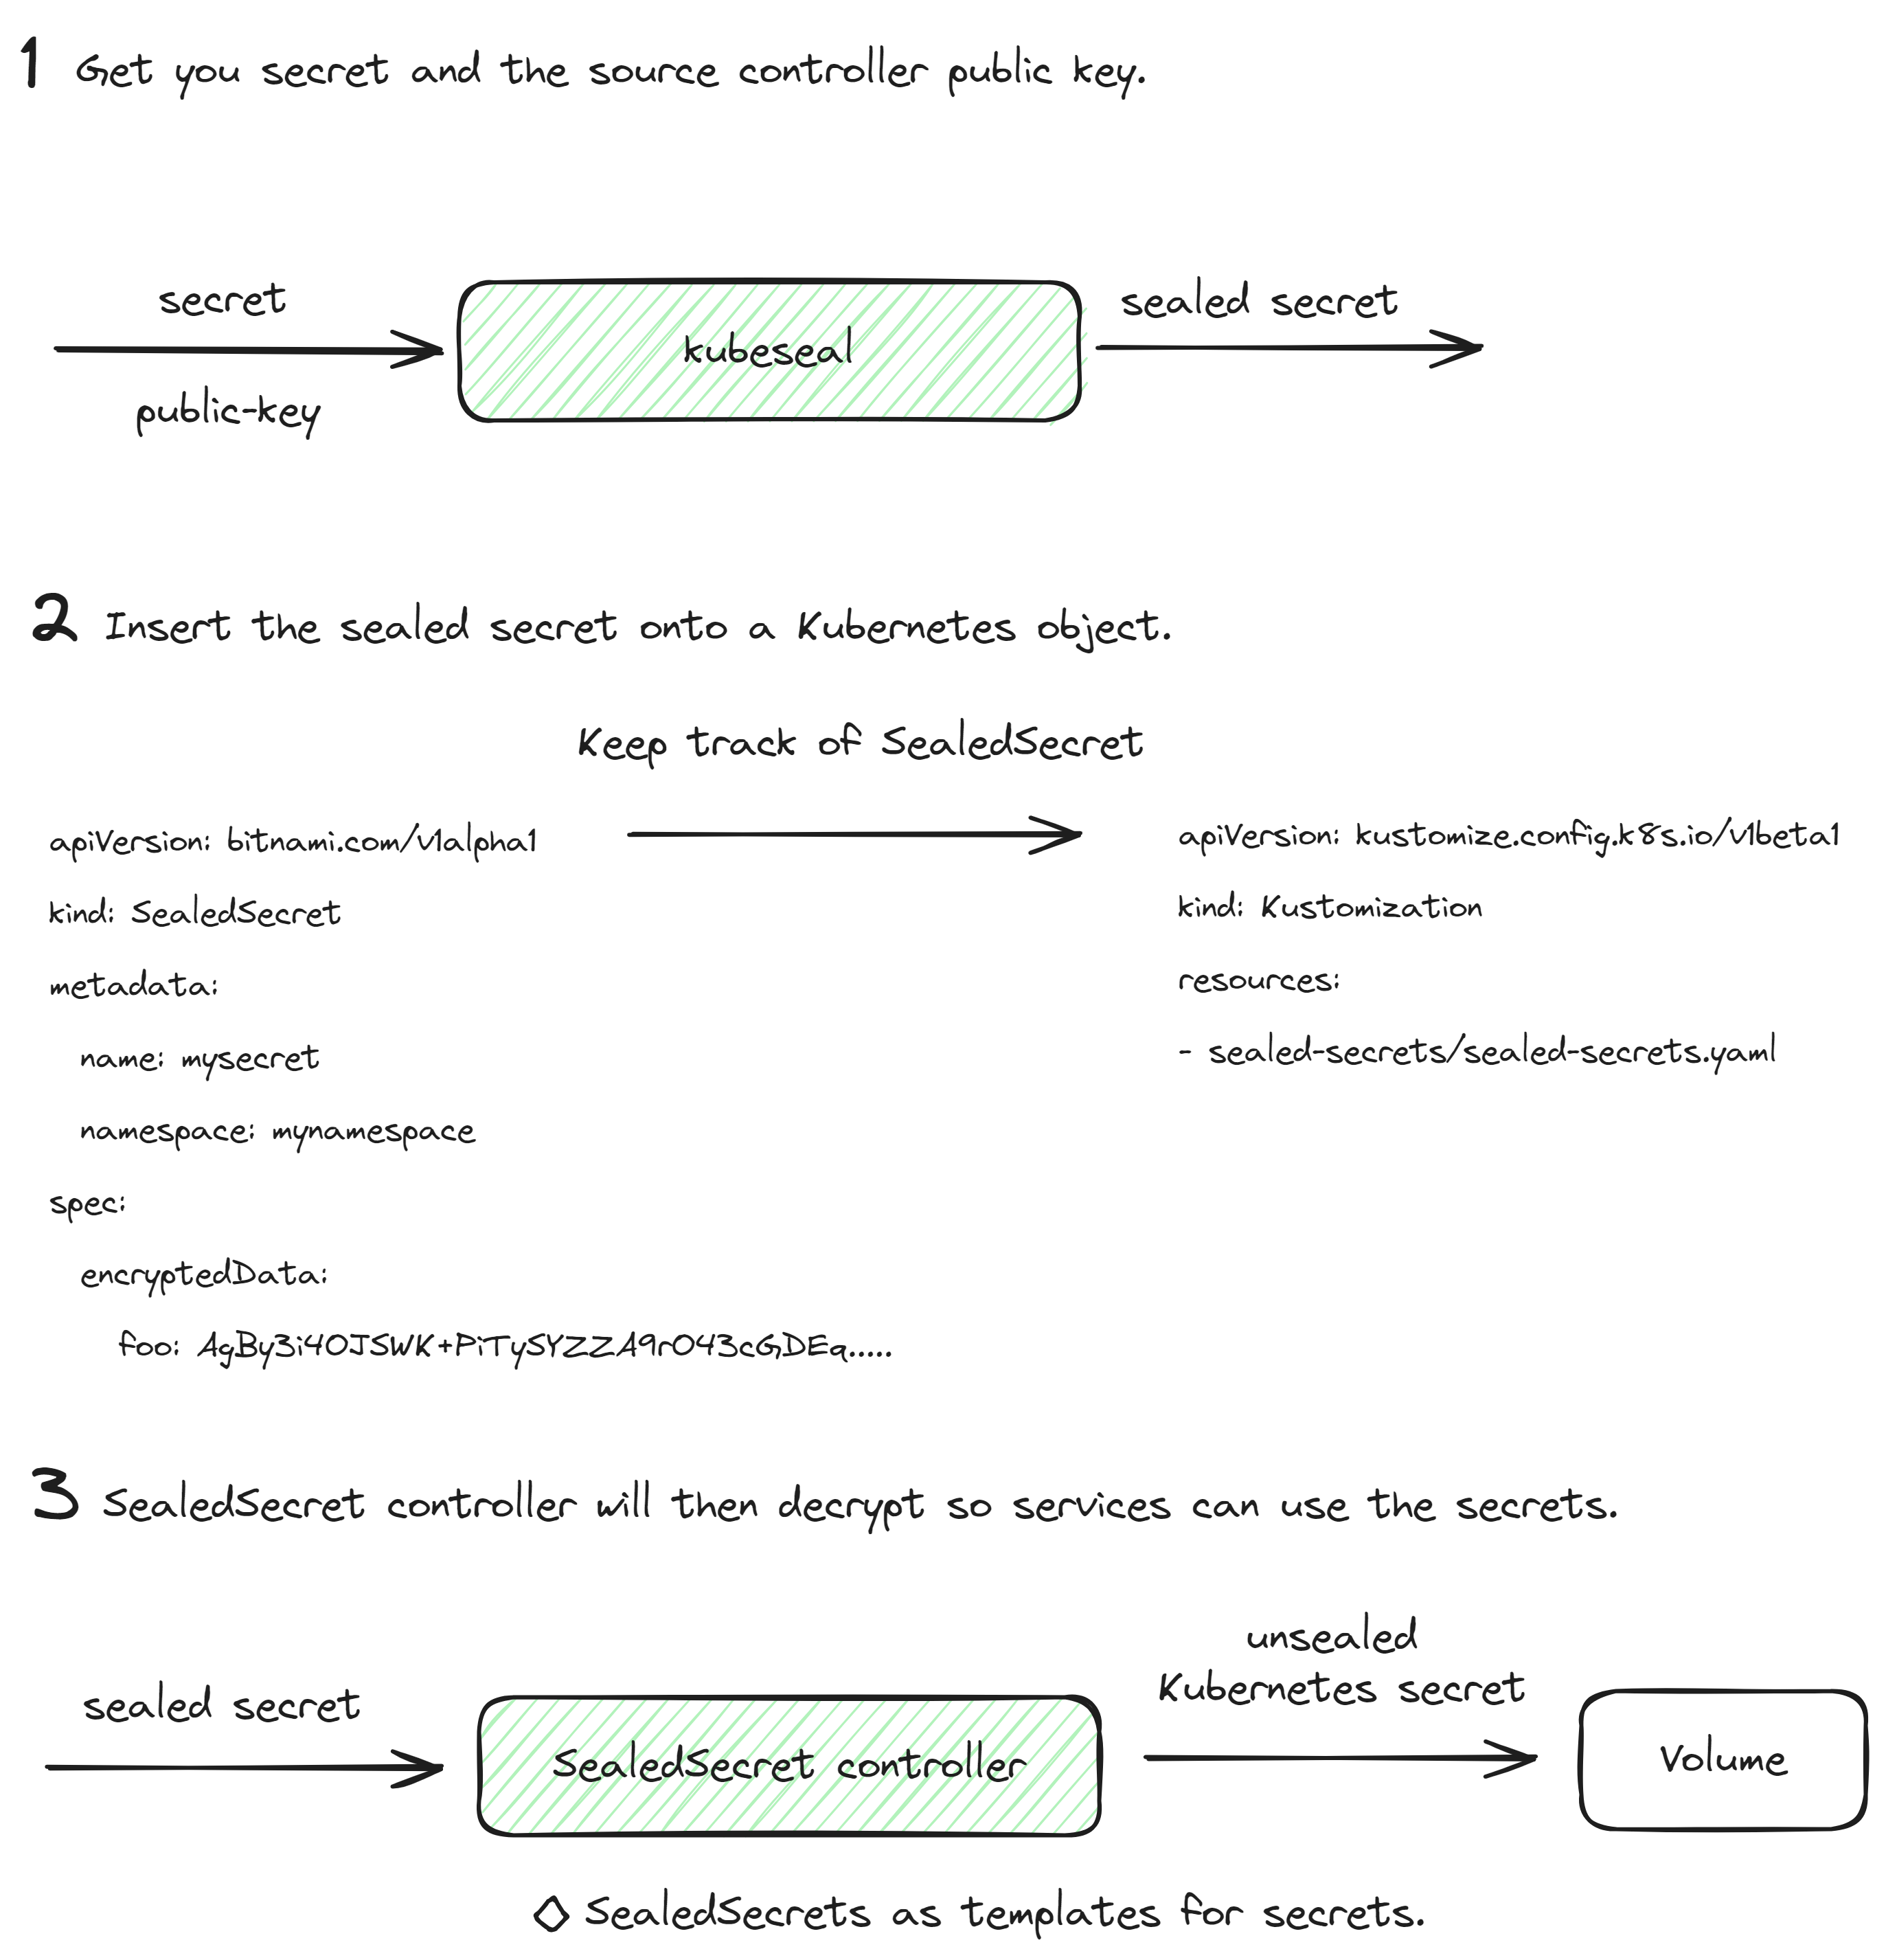 1 Get you secret and the source controller public key.
secret
public-key
kubeseal
sealed secret
2 Insert the sealed secret onto a Kubernetes object.
Keep track of SealedSecret
apiVersion: bitnami.com/v1alpha1
kind: SealedSecret
metadata:
name: mysecret
namespace: mynamespace
spec:
encryptedData:
foo: AgBy3i4OJSWK+PiTySYZZA9rO43cGDEq.....
apiVersion: kustomize.config.k8s.io/v1beta1
kind: Kustomization
resources:
- sealed-secrets/sealed-secrets.yaml
3 SealedSecret controller will then decrypt so services can use the secrets.
sealed secret
SealedSecret controller
unsealed
Kubernetes secret
Volume
SealedSecrets as templates for secrets.